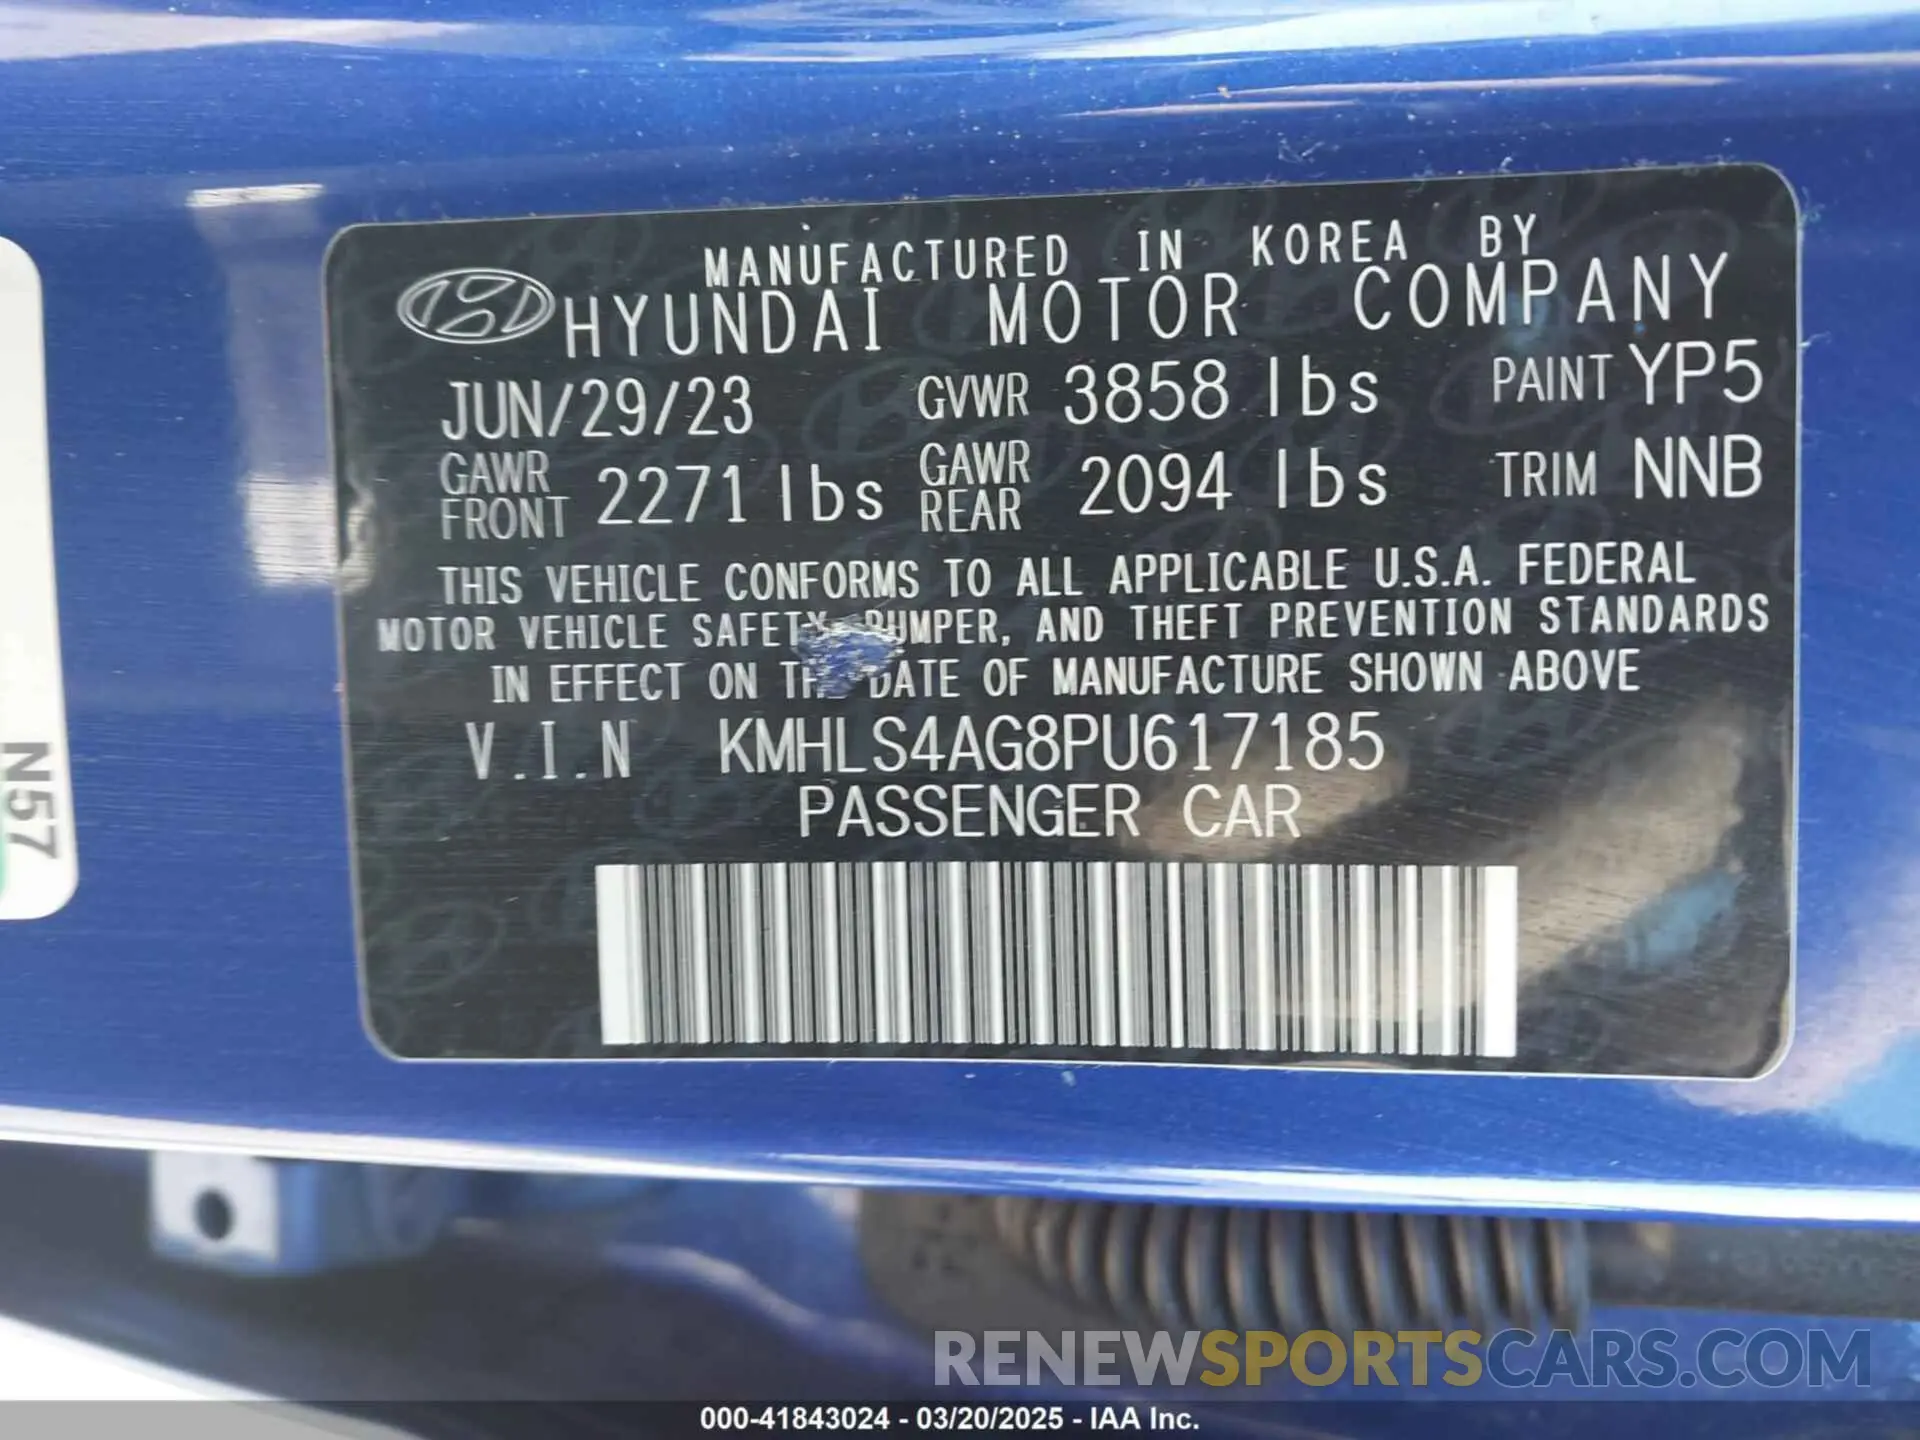 MANUFACTURED IN KOREA BY
HYUNDAI MOTOR COMPANY
JUN/29/23 GVWR 3858 lbs PAINT YP5
GAWR FRONT 2271 lbs GAWR REAR 2094 lbs TRIM NNB
THIS VEHICLE CONFORMS TO ALL APPLICABLE U.S.A. FEDERAL
MOTOR VEHICLE SAFETY, BUMPER, AND THEFT PREVENTION STANDARDS
IN EFFECT ON DATE OF MANUFACTURE SHOWN ABOVE
V.I.N KMHLS4AG8PU617185
PASSENGER CAR
N57
RENEWSPORTSCARS.COM
000-41843024 - 03/20/2025 - IAA Inc.